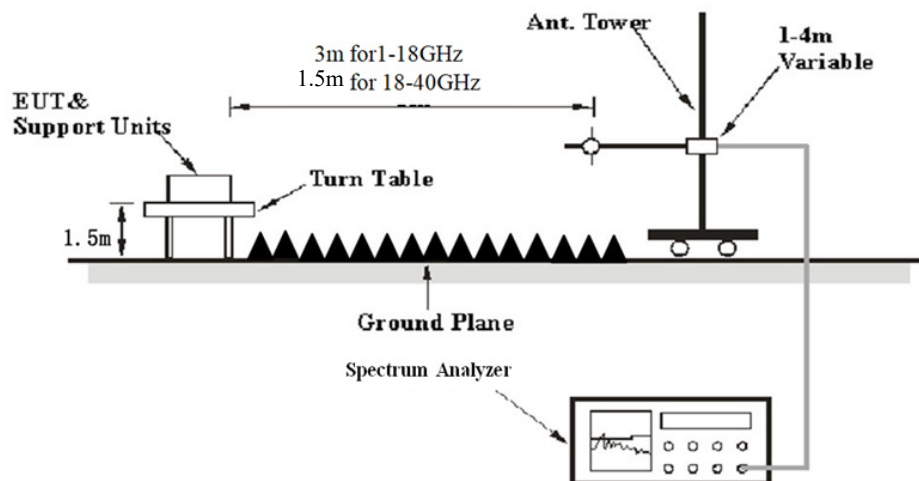 3m for1-18GHz
1.5m for 18-40GHz
Ant. Tower
1-4m
Variable
EUT&
Support Units
Turn Table
1.5m
Ground Plane
Spectrum Analyzer